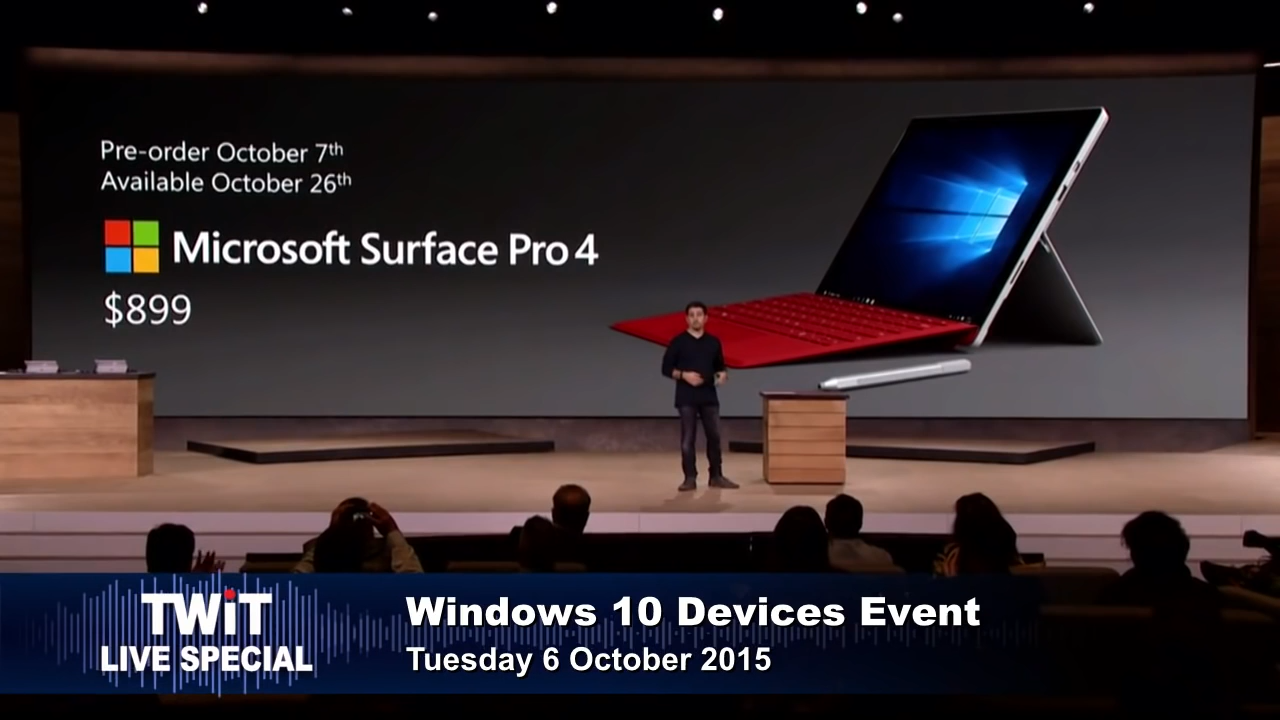 Pre-order October 7th
Available October 26th
Microsoft Surface Pro 4
$899
TWiT
LIVE SPECIAL
Windows 10 Devices Event
Tuesday 6 October 2015